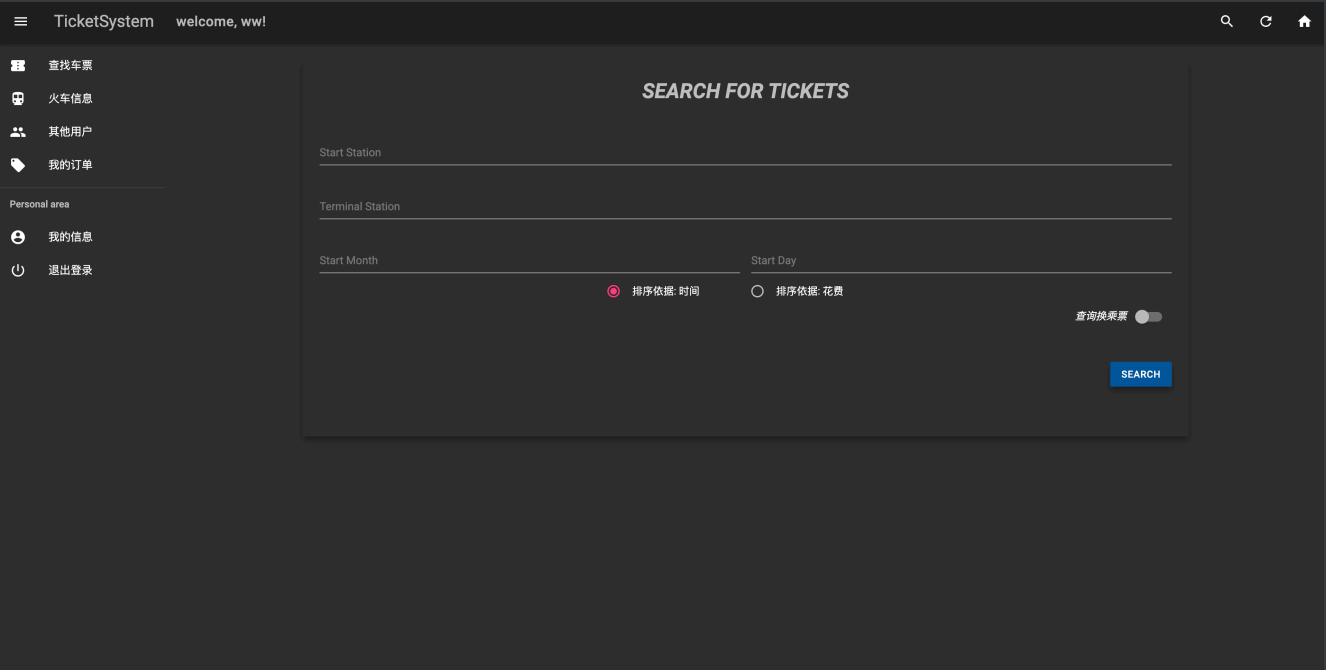 TicketSystem welcome, ww!
查找车票
火车信息
其他用户
我的订单
Personal area
我的信息
退出登录
SEARCH FOR TICKETS
Start Station
Terminal Station
Start Month Start Day
排序依据: 时间 排序依据: 花费
查询换乘票
SEARCH